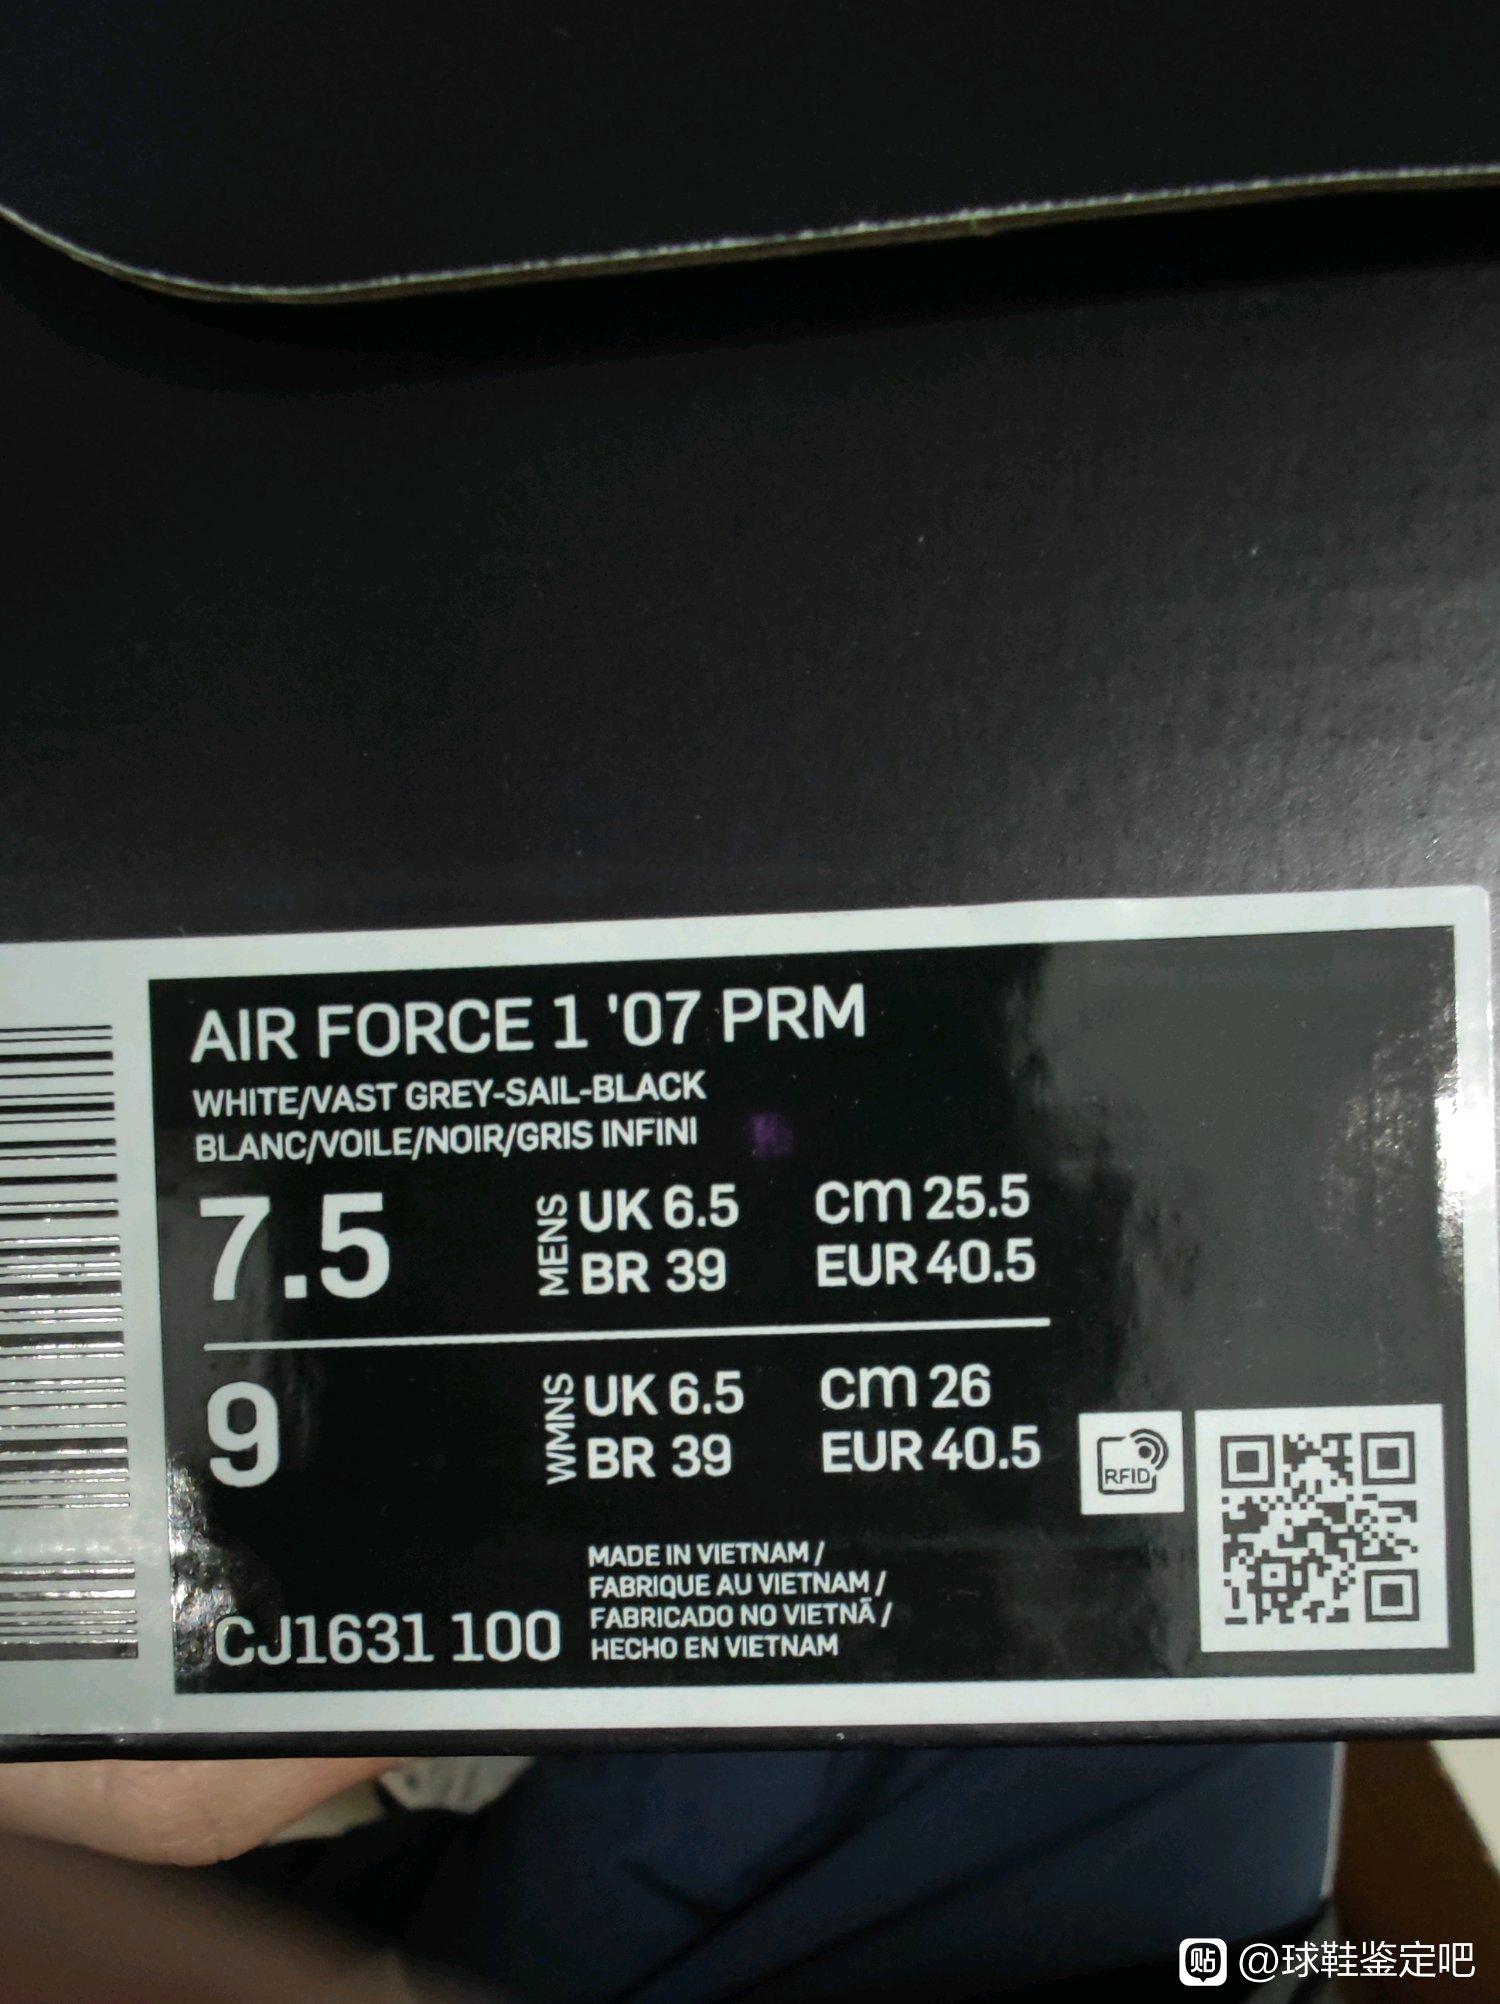 AIR FORCE 1 '07 PRM
WHITE/VAST GREY-SAIL-BLACK
BLANC/VOILE/NOIR/GRIS INFINI
7.5
MENS
UK 6.5
cm 25.5
BR 39
EUR 40.5
9
WMNS
UK 6.5
cm 26
BR 39
EUR 40.5
RFID
MADE IN VIETNAM /
FABRIQUE AU VIETNAM /
FABRICADO NO VIETNÃ /
HECHO EN VIETNAM
CJ1631 100
贴 @球鞋鉴定吧